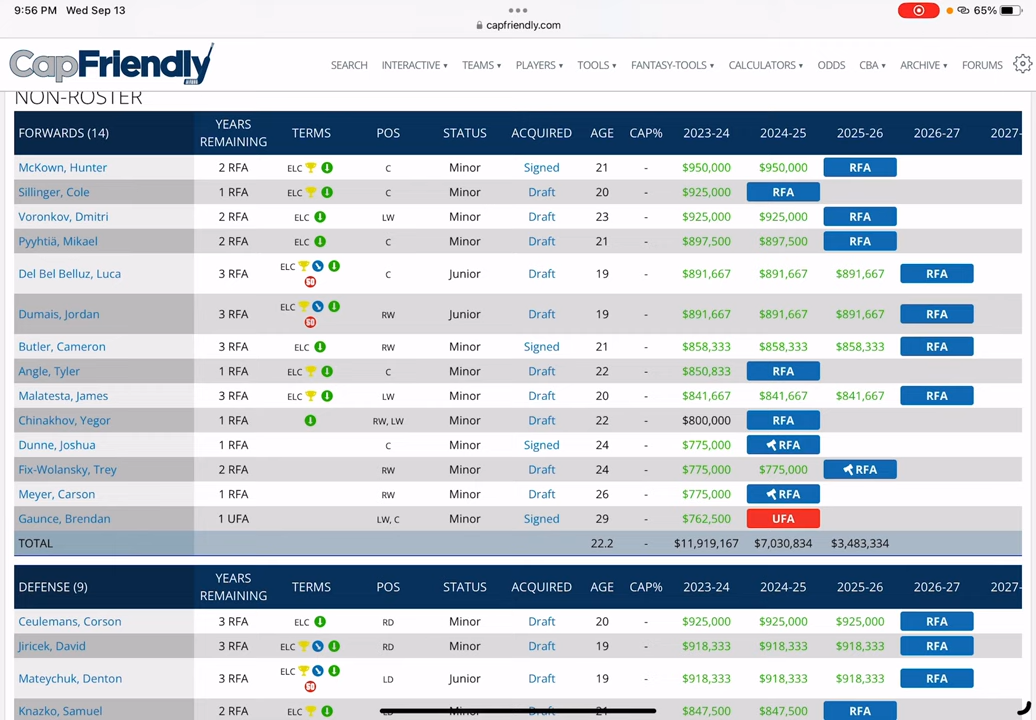 9:56 PM Wed Sep 13
65%
capfriendly.com
CapFriendly
SEARCH INTERACTIVE TEAMS PLAYERS TOOLS FANTASY-TOOLS CALCULATORS ODDS CBA ARCHIVE FORUMS
NON-ROSTER
FORWARDS (14) YEARS REMAINING TERMS POS STATUS ACQUIRED AGE CAP% 2023-24 2024-25 2025-26 2026-27 2027-
McKown, Hunter 2 RFA ELC C Minor Signed 21 - $950,000 $950,000 RFA
Sillinger, Cole 1 RFA ELC C Minor Draft 20 - $925,000 RFA
Voronkov, Dmitri 2 RFA ELC LW Minor Draft 23 - $925,000 $925,000 RFA
Pyyhtiä, Mikael 2 RFA ELC C Minor Draft 21 - $897,500 $897,500 RFA
Del Bel Belluz, Luca 3 RFA ELC C Junior Draft 19 - $891,667 $891,667 $891,667 RFA
Dumais, Jordan 3 RFA ELC RW Junior Draft 19 - $891,667 $891,667 $891,667 RFA
Butler, Cameron 3 RFA ELC RW Minor Signed 21 - $858,333 $858,333 $858,333 RFA
Angle, Tyler 1 RFA ELC C Minor Draft 22 - $850,833 RFA
Malatesta, James 3 RFA ELC LW Minor Draft 20 - $841,667 $841,667 $841,667 RFA
Chinakhov, Yegor 1 RFA RW, LW Minor Draft 22 - $800,000 RFA
Dunne, Joshua 1 RFA C Minor Signed 24 - $775,000 RFA
Fix-Wolansky, Trey 2 RFA RW Minor Draft 24 - $775,000 $775,000 RFA
Meyer, Carson 1 RFA RW Minor Draft 26 - $775,000 RFA
Gaunce, Brendan 1 UFA LW, C Minor Signed 29 - $762,500 UFA
TOTAL 22.2 - $11,919,167 $7,030,834 $3,483,334
DEFENSE (9) YEARS REMAINING TERMS POS STATUS ACQUIRED AGE CAP% 2023-24 2024-25 2025-26 2026-27 2027-
Ceulemans, Corson 3 RFA ELC RD Minor Draft 20 - $925,000 $925,000 $925,000 RFA
Jiricek, David 3 RFA ELC RD Minor Draft 19 - $918,333 $918,333 $918,333 RFA
Mateychuk, Denton 3 RFA ELC LD Junior Draft 19 - $918,333 $918,333 $918,333 RFA
Knazko, Samuel 2 RFA ELC LD Minor Draft 21 - $847,500 $847,500 RFA